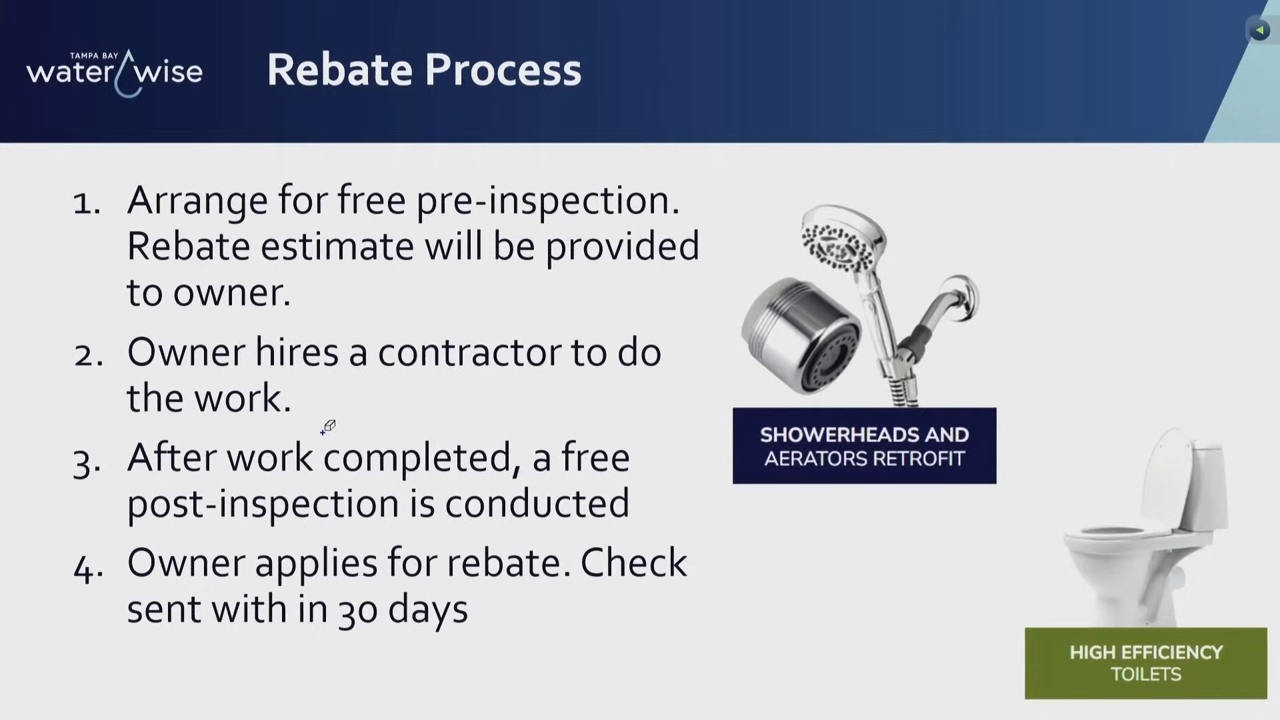 TAMPA BAY
water wise
Rebate Process
1. Arrange for free pre-inspection.
Rebate estimate will be provided
to owner.
2. Owner hires a contractor to do
the work.
3. After work completed, a free
post-inspection is conducted
4. Owner applies for rebate. Check
sent with in 30 days
SHOWERHEADS AND
AERATORS RETROFIT
HIGH EFFICIENCY
TOILETS